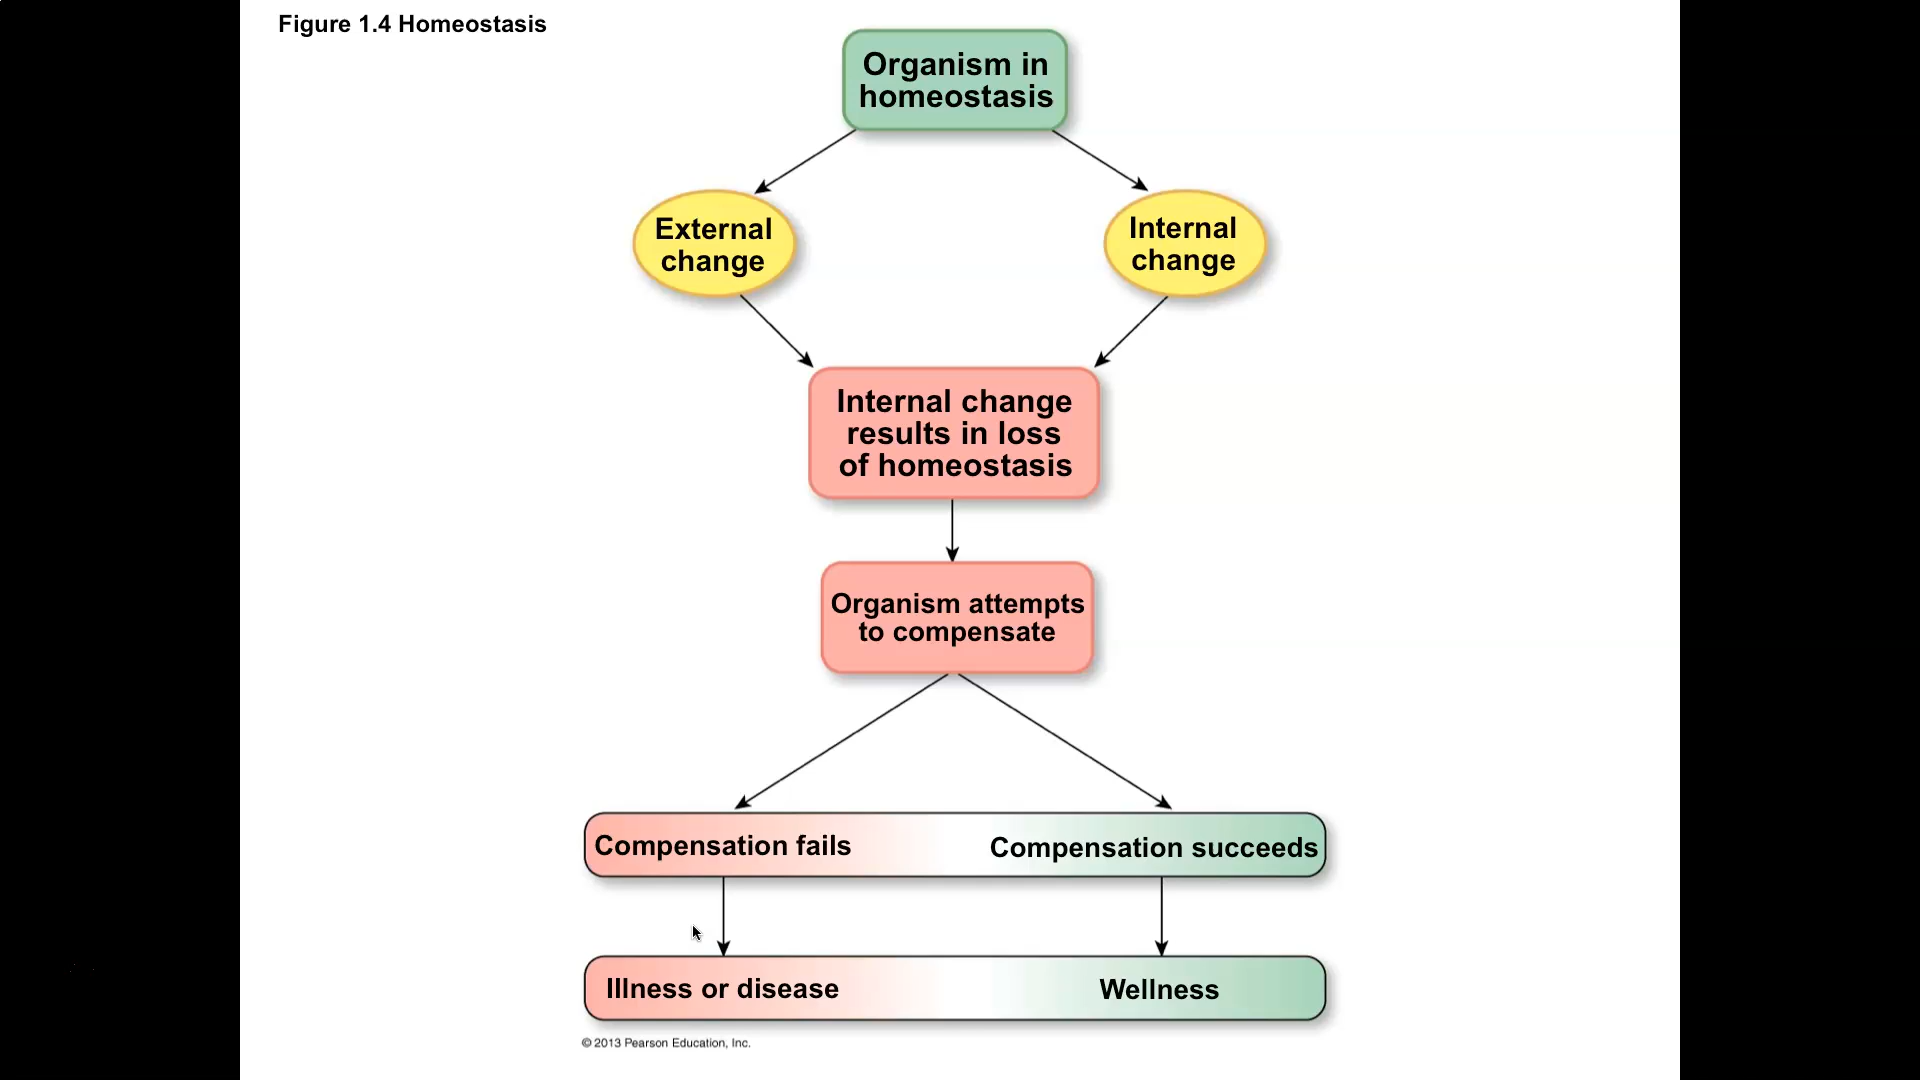 Figure 1.4 Homeostasis
Organism in
homeostasis
External
change
Internal
change
Internal change
results in loss
of homeostasis
Organism attempts
to compensate
Compensation fails
Compensation succeeds
Illness or disease
Wellness
© 2013 Pearson Education, Inc.